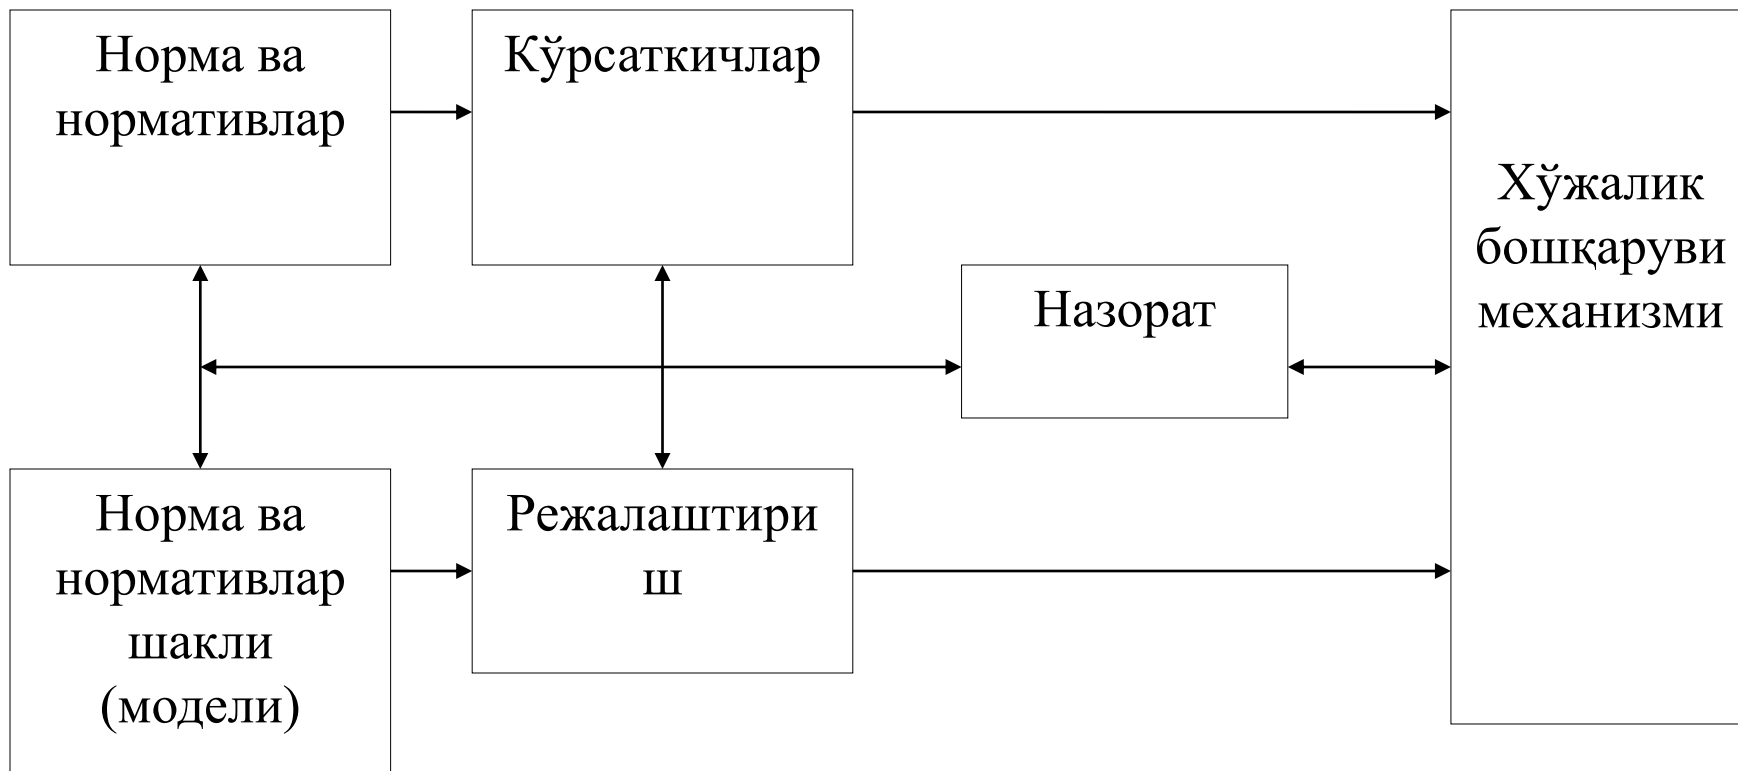 Норма ва
нормативлар
Кўрсаткичлар
Хўжалик
бошқаруви
механизми
Назорат
Норма ва
нормативлар
шакли
(модели)
Режалаштири
ш